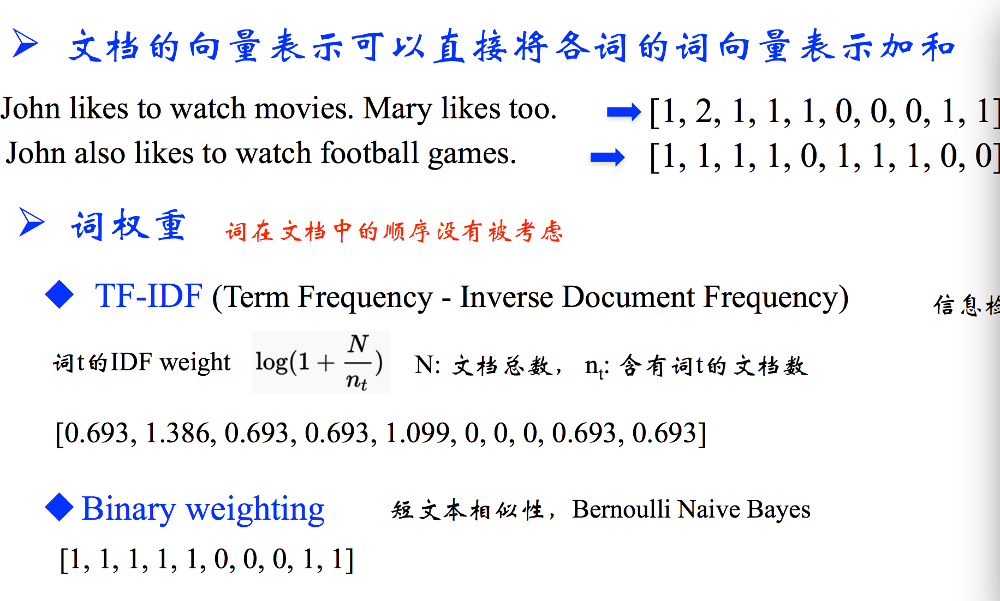 文档的向量表示可以直接将各词的词向量表示加和
John likes to watch movies. Mary likes too. [1, 2, 1, 1, 1, 0, 0, 0, 1, 1]
John also likes to watch football games. [1, 1, 1, 1, 0, 1, 1, 1, 0, 0]
词权重 词在文档中的顺序没有被考虑
TF-IDF (Term Frequency - Inverse Document Frequency) 信息检
词t的IDF weight log(1 + N/n_t) N: 文档总数， n_t: 含有词t的文档数
[0.693, 1.386, 0.693, 0.693, 1.099, 0, 0, 0, 0.693, 0.693]
Binary weighting 短文本相似性，Bernoulli Naive Bayes
[1, 1, 1, 1, 1, 0, 0, 0, 1, 1]